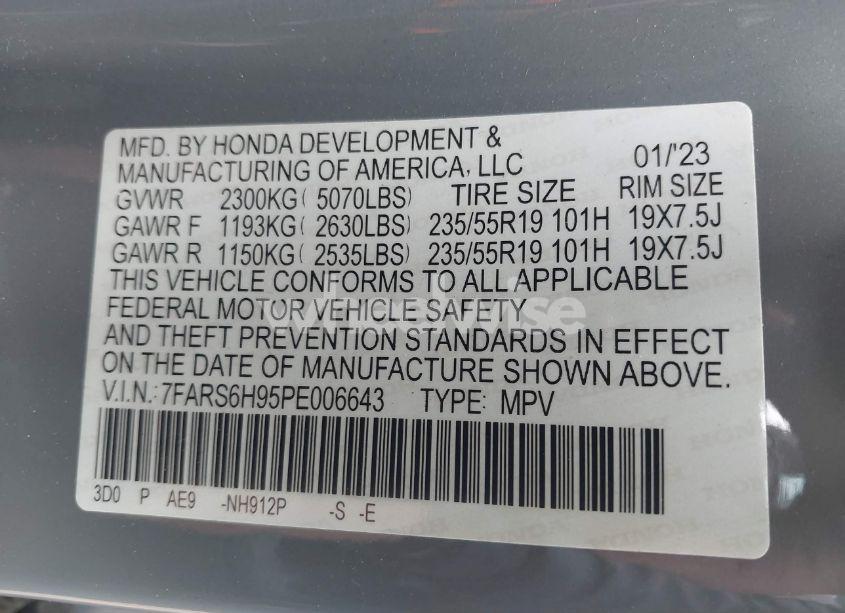 MFD. BY HONDA DEVELOPMENT &
MANUFACTURING OF AMERICA, LLC 01/'23
GVWR 2300KG( 5070LBS) TIRE SIZE RIM SIZE
GAWR F 1193KG( 2630LBS) 235/55R19 101H 19X7.5J
GAWR R 1150KG( 2535LBS) 235/55R19 101H 19X7.5J
THIS VEHICLE CONFORMS TO ALL APPLICABLE
FEDERAL MOTOR VEHICLE SAFETY
AND THEFT PREVENTION STANDARDS IN EFFECT
ON THE DATE OF MANUFACTURE SHOWN ABOVE.
V.I.N.: 7FARS6H95PE006643 TYPE: MPV
3D0 P AE9 -NH912P -S -E